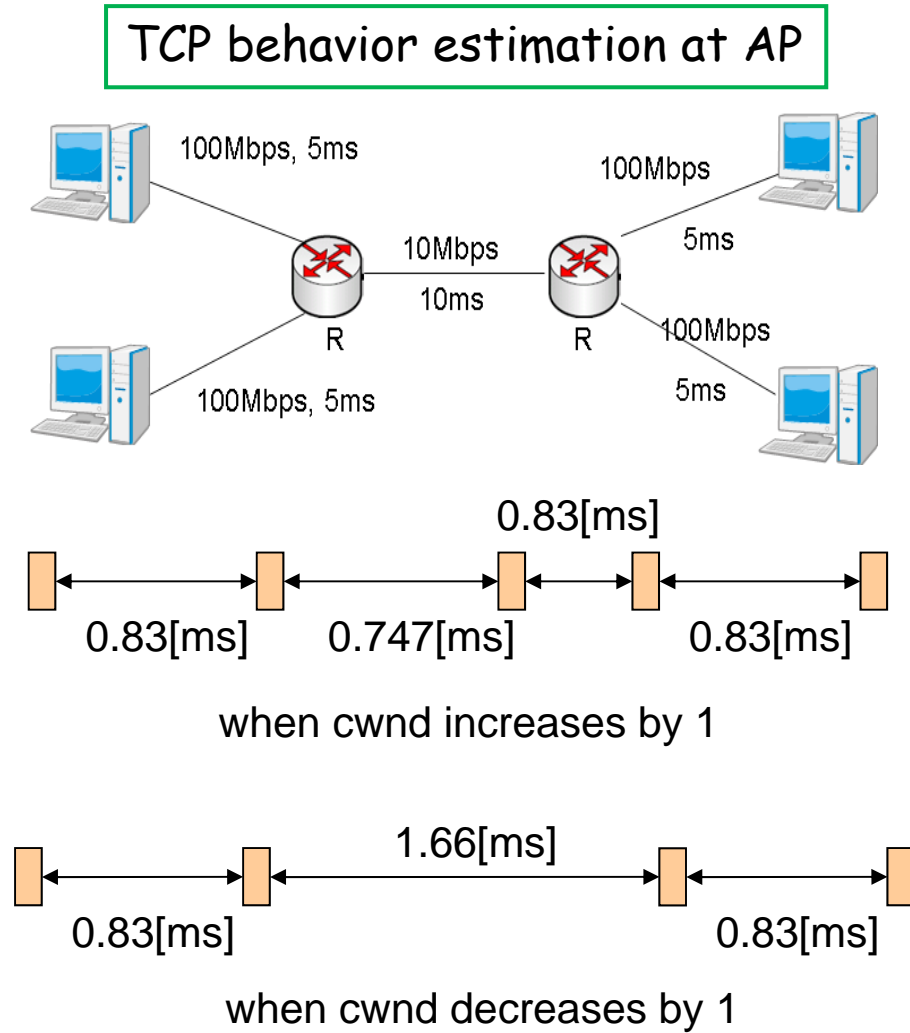 TCP behavior estimation at AP
100Mbps, 5ms
100Mbps
10Mbps
5ms
10ms
R
R
100Mbps
100Mbps, 5ms
5ms
0.83[ms]
0.83[ms]
0.747[ms]
0.83[ms]
when cwnd increases by 1
1.66[ms]
0.83[ms]
0.83[ms]
when cwnd decreases by 1